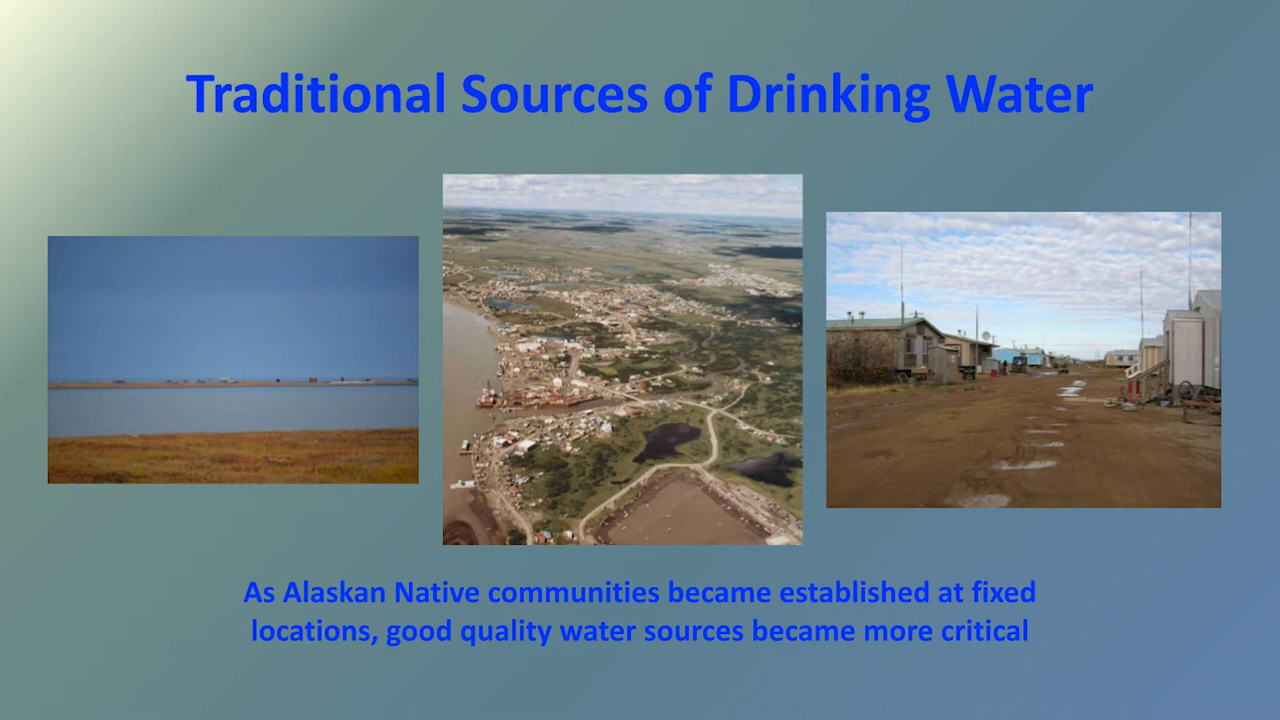 Traditional Sources of Drinking Water
As Alaskan Native communities became established at fixed
locations, good quality water sources became more critical